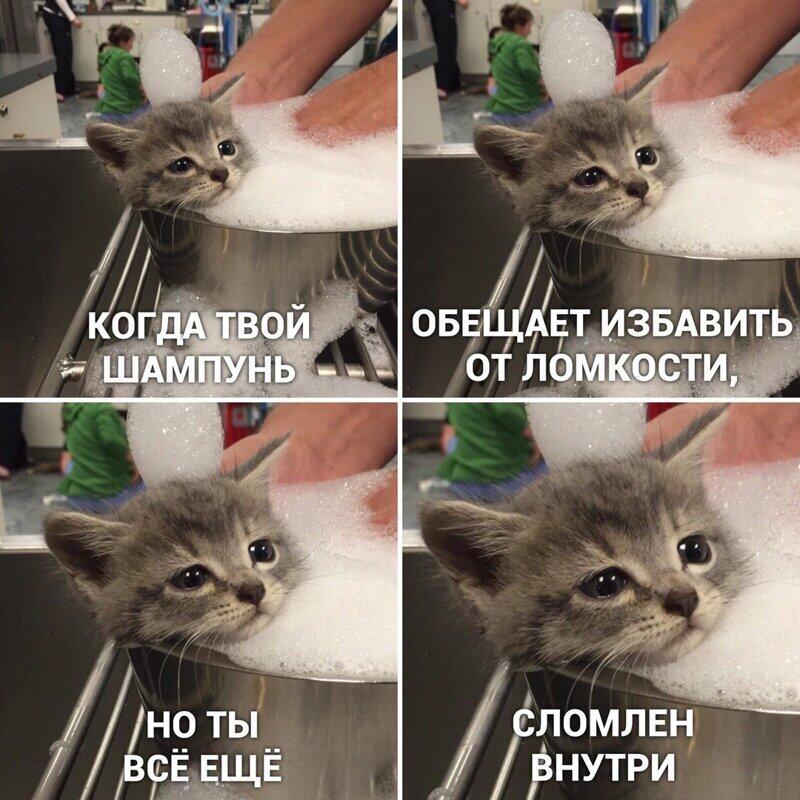 КОГДА ТВОЙ
ШАМПУНЬ
ОБЕЩАЕТ ИЗБАВИТЬ
ОТ ЛОМКОСТИ,
НО ТЫ
ВСЁ ЕЩЁ
СЛОМЛЕН
ВНУТРИ